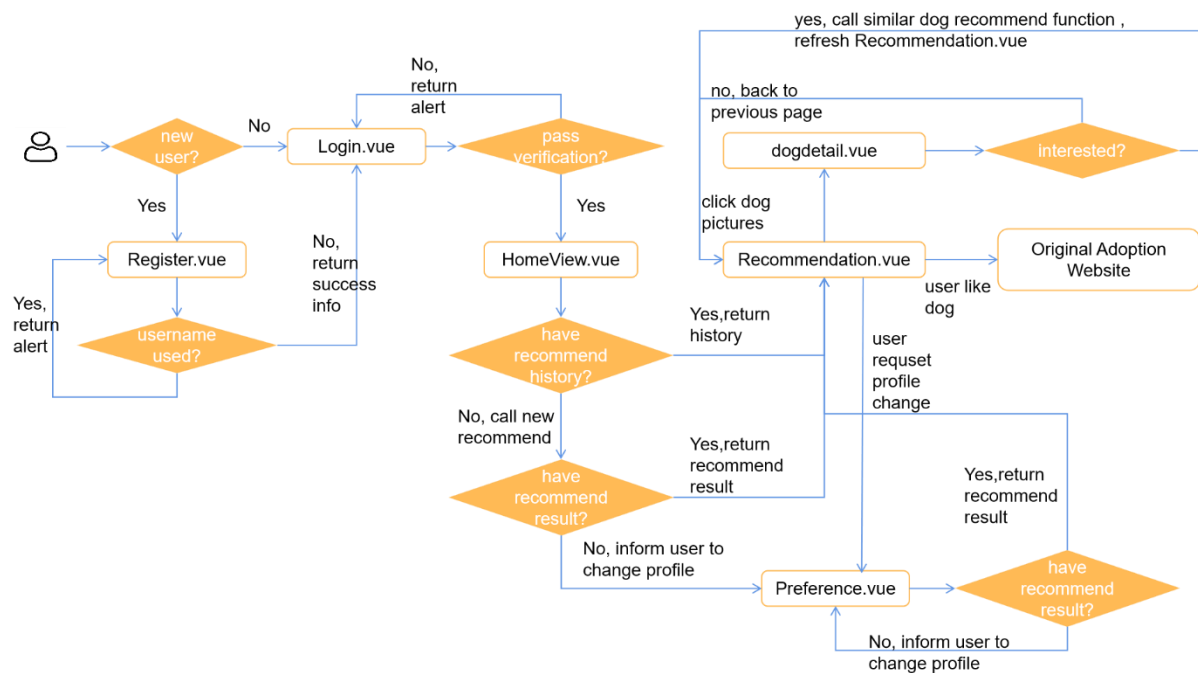 yes, call similar dog recommend function ,
refresh Recommendation.vue
No,
return
alert
no, back to
previous page
new
user?
No
Login.vue
pass
verification?
dogdetail.vue
interested?
Yes
Yes
click dog
pictures
Register.vue
No,
return
success
info
HomeView.vue
Recommendation.vue
Original Adoption
Website
user like
dog
Yes,
return
alert
username
used?
have
recommend
history?
Yes,return
history
user
requset
profile
change
No, call new
recommend
have
recommend
result?
Yes,return
recommend
result
Yes,return
recommend
result
No, inform user to
change profile
Preference.vue
have
recommend
result?
No, inform user to
change profile